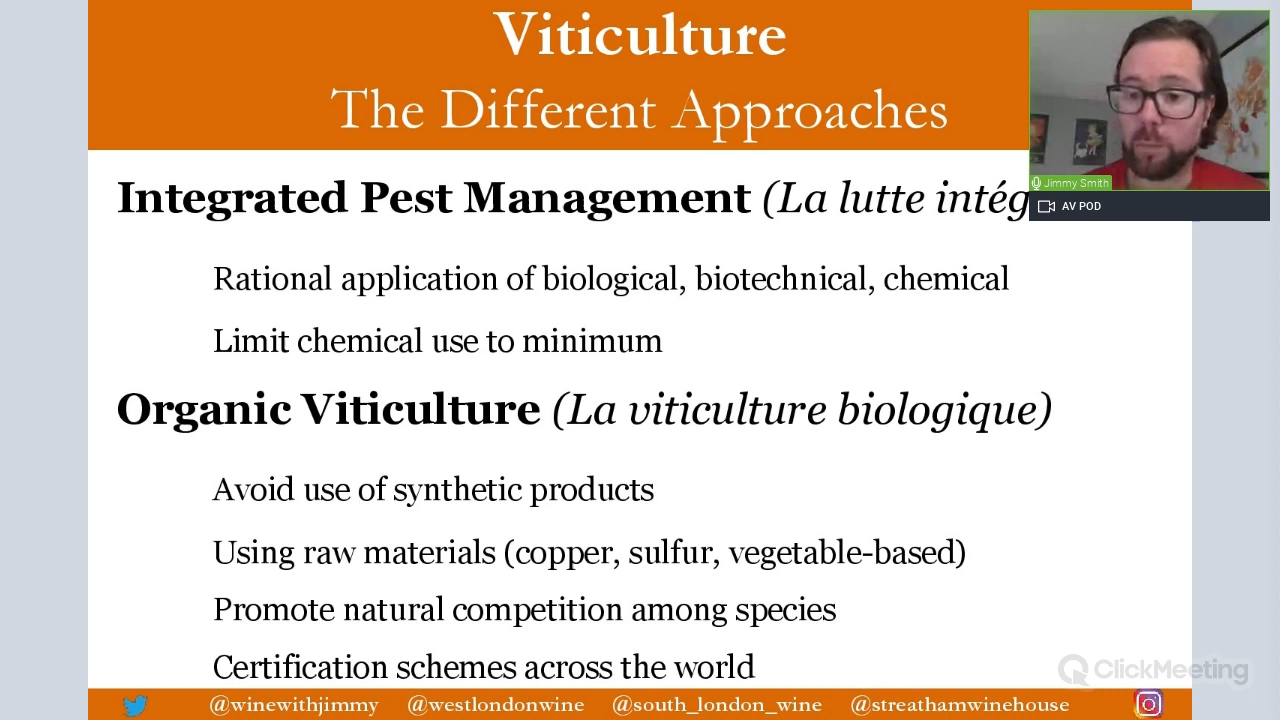 Viticulture
The Different Approaches
Jimmy Smith
AV POD
Integrated Pest Management (La lutte intég
Rational application of biological, biotechnical, chemical
Limit chemical use to minimum
Organic Viticulture (La viticulture biologique)
Avoid use of synthetic products
Using raw materials (copper, sulfur, vegetable-based)
Promote natural competition among species
Certification schemes across the world
ClickMeeting
@winewithjimmy @westlondonwine @south_london_wine @streathamwinehouse